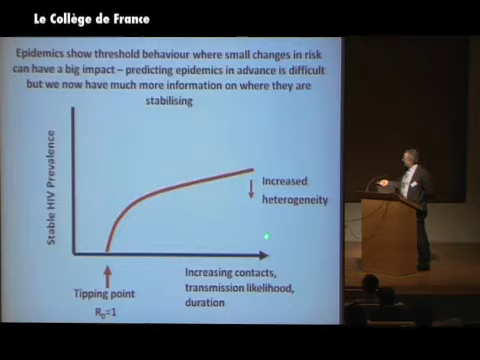 Le Collège de France
Epidemics show threshold behaviour where small changes in risk
can have a big impact – predicting epidemics in advance is difficult
but we now have much more information on where they are
stabilising
Stable HIV Prevalence
Increased
heterogeneity
Increasing contacts,
transmission likelihood,
duration
Tipping point
R₀=1